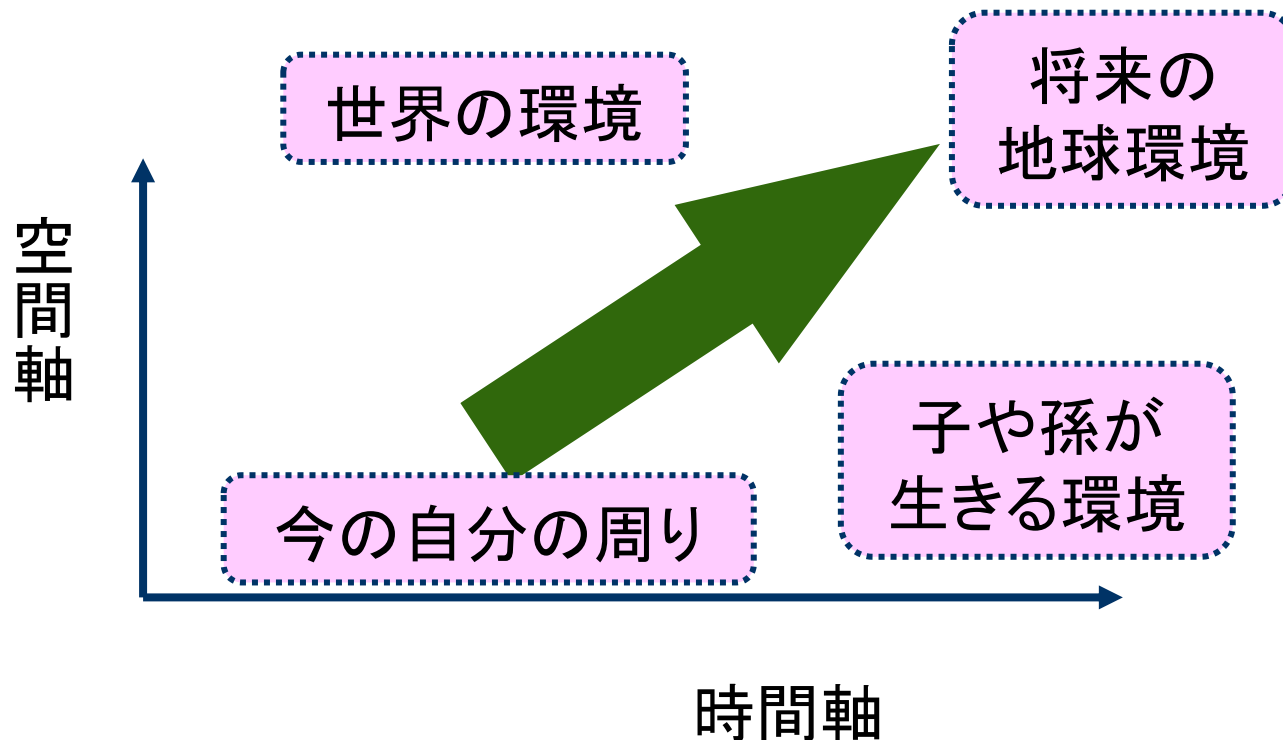 世界の環境
将来の
地球環境
空間軸
子や孫が
生きる環境
今の自分の周り
時間軸